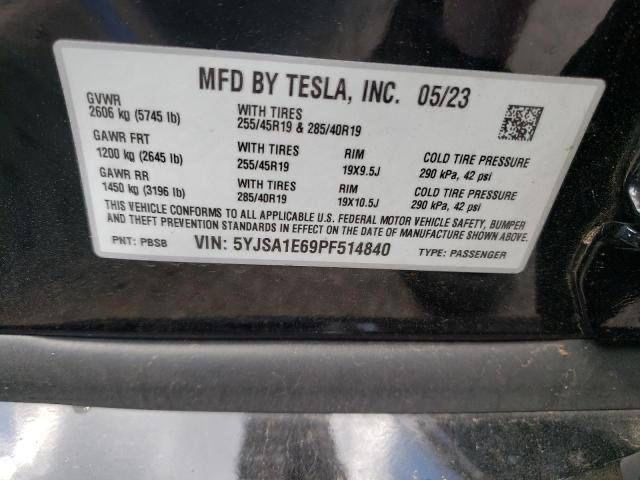 MFD BY TESLA, INC. 05/23
GVWR
2606 kg (5745 lb)
WITH TIRES
255/45R19 & 285/40R19
GAWR FRT
1200 kg (2645 lb)
WITH TIRES
255/45R19
RIM
19X9.5J
COLD TIRE PRESSURE
290 kPa, 42 psi
GAWR RR
1450 kg (3196 lb)
WITH TIRES
285/40R19
RIM
19X10.5J
COLD TIRE PRESSURE
290 kPa, 42 psi
THIS VEHICLE CONFORMS TO ALL APPLICABLE U.S. FEDERAL MOTOR VEHICLE SAFETY, BUMPER
AND THEFT PREVENTION STANDARDS IN EFFECT ON THE DATE OF MANUFACTURE SHOWN ABOVE.
PNT: PBSB VIN: 5YJSA1E69PF514840 TYPE: PASSENGER